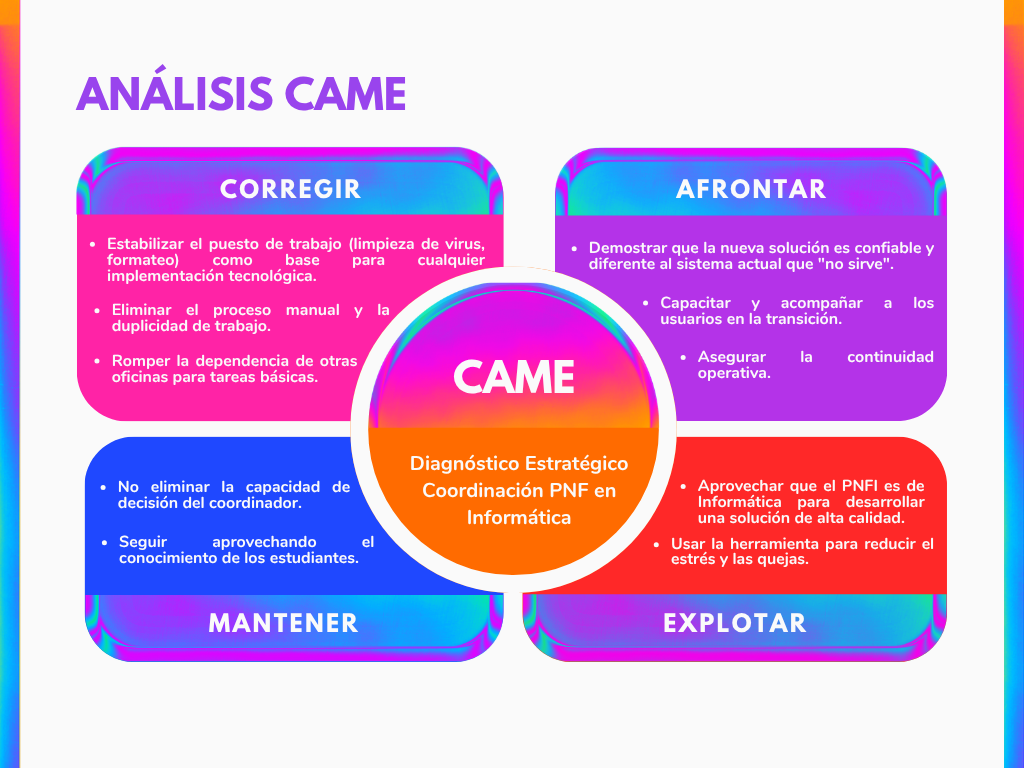 ANÁLISIS CAME
CORREGIR
• Estabilizar el puesto de trabajo (limpieza de virus,
formateo) como base para cualquier
implementación tecnológica.
• Eliminar el proceso manual y la
duplicidad de trabajo.
• Romper la dependencia de otras
oficinas para tareas básicas.
AFRONTAR
• Demostrar que la nueva solución es confiable y
diferente al sistema actual que "no sirve".
• Capacitar y acompañar a los
usuarios en la transición.
• Asegurar la continuidad
operativa.
CAME
Diagnóstico Estratégico
Coordinación PNF en
Informática
• No eliminar la capacidad de
decisión del coordinador.
• Seguir aprovechando el
conocimiento de los estudiantes.
MANTENER
• Aprovechar que el PNFI es de
Informática para desarrollar
una solución de alta calidad.
• Usar la herramienta para reducir el
estrés y las quejas.
EXPLOTAR